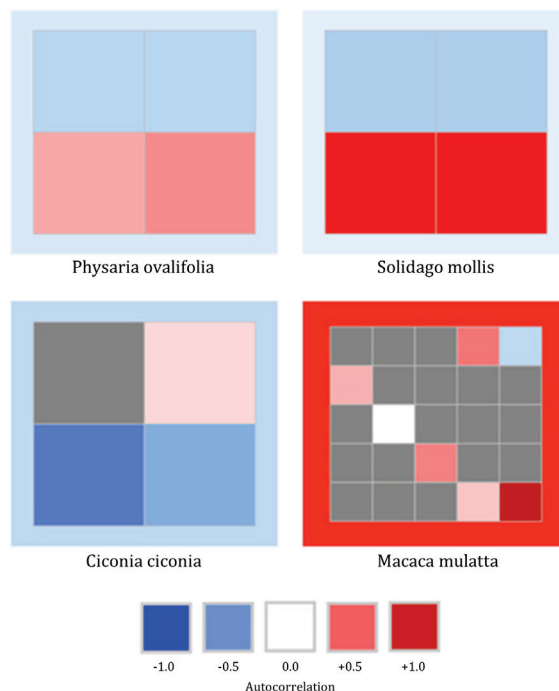 Physaria ovalifolia
Solidago mollis
Ciconia ciconia
Macaca mulatta
-1.0 -0.5 0.0 +0.5 +1.0
Autocorrelation